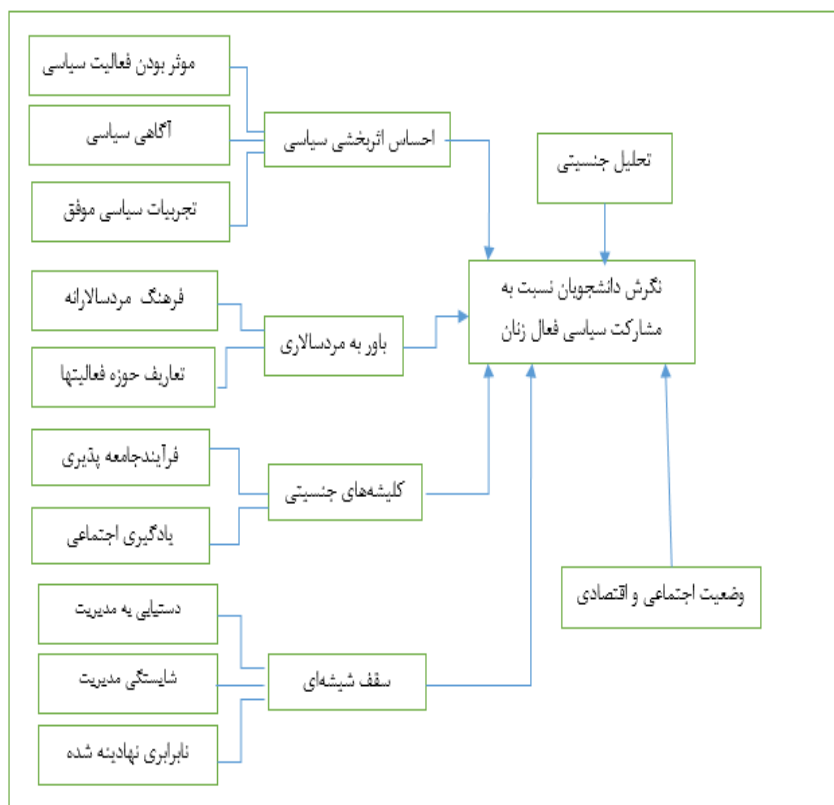 موثر بودن فعالیت سیاسی
آگاهی سیاسی
تجربیات سیاسی موفق
احساس اثربخشی سیاسی
تحلیل جنسیتی
نگرش دانشجویان نسبت به
مشارکت سیاسی فعال زنان
فرهنگ مردسالارانه
تعاریف حوزه فعالیتها
باور به مردسالاری
فرآیندجامعه پذیری
یادگیری اجتماعی
کلیشه‌های جنسیتی
وضعیت اجتماعی و اقتصادی
دستیایی یه مدیریت
شایستگی مدیریت
نابرابری نهادینه شده
سقف شیشه‌ای